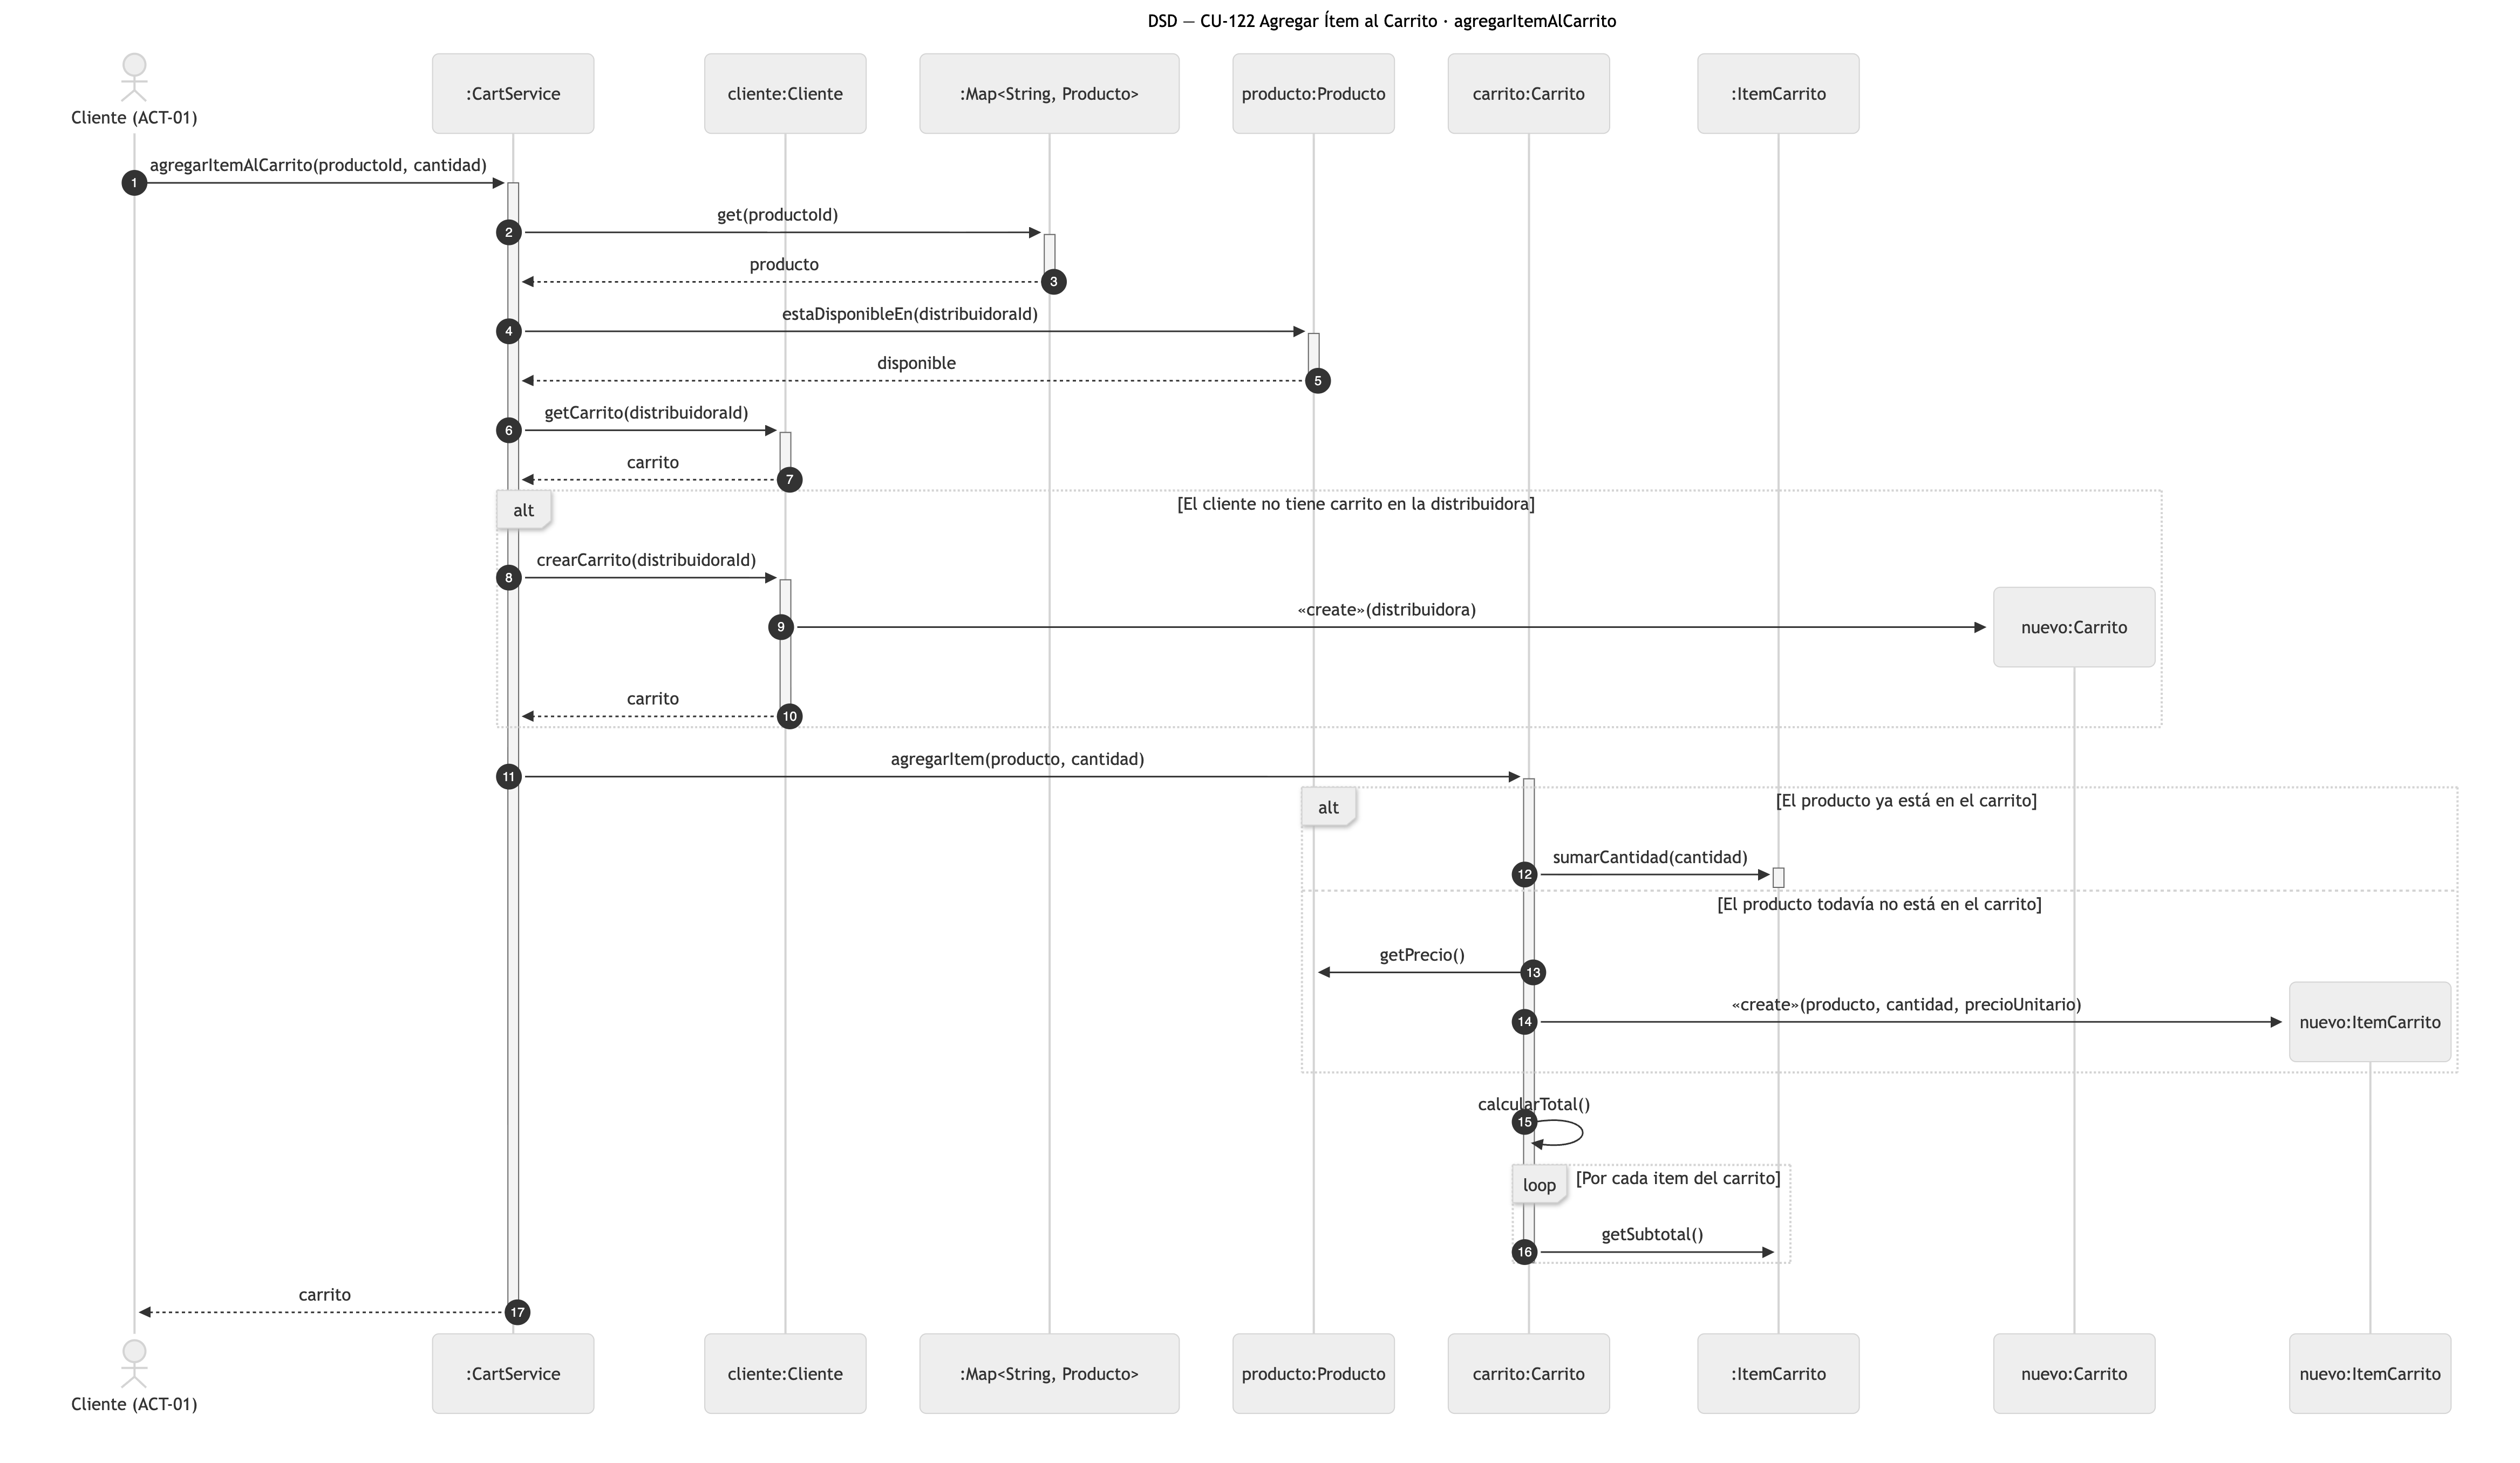 DSD — CU-122 Agregar Ítem al Carrito · agregarItemAlCarrito
Cliente (ACT-01)
:CartService
cliente:Cliente
:Map<String, Producto>
producto:Producto
carrito:Carrito
:ItemCarrito
agregarItemAlCarrito(productoId, cantidad)
1
get(productoId)
2
producto
3
estaDisponibleEn(distribuidoraId)
4
disponible
5
getCarrito(distribuidoraId)
6
carrito
7
alt
[El cliente no tiene carrito en la distribuidora]
crearCarrito(distribuidoraId)
8
«create»(distribuidora)
9
nuevo:Carrito
carrito
10
agregarItem(producto, cantidad)
11
alt
[El producto ya está en el carrito]
sumarCantidad(cantidad)
12
[El producto todavía no está en el carrito]
getPrecio()
13
«create»(producto, cantidad, precioUnitario)
14
nuevo:ItemCarrito
calcularTotal()
15
loop
[Por cada item del carrito]
getSubtotal()
16
carrito
17
Cliente (ACT-01)
:CartService
cliente:Cliente
:Map<String, Producto>
producto:Producto
carrito:Carrito
:ItemCarrito
nuevo:Carrito
nuevo:ItemCarrito